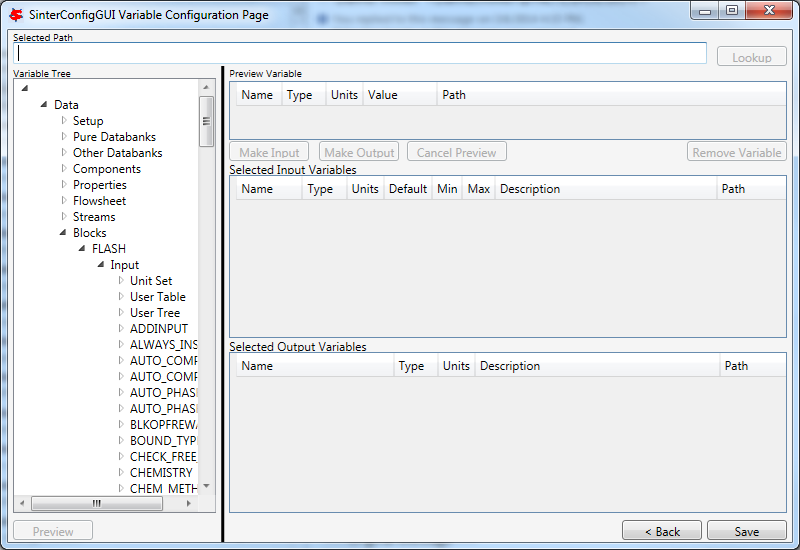 SinterConfigGUI Variable Configuration Page
Selected Path
Lookup
Variable Tree
Data
Setup
Pure Databanks
Other Databanks
Components
Properties
Flowsheet
Streams
Blocks
FLASH
Input
Unit Set
User Table
User Tree
ADDINPUT
ALWAYS_INS
AUTO_COMP
AUTO_COMP
AUTO_PHAS
AUTO_PHAS
BLKOPFREWA
BOUND_TYP
CHECK_FREE_
CHEMISTRY
CHEM_METH
Preview
Preview Variable
Name Type Units Value Path
Make Input Make Output Cancel Preview Remove Variable
Selected Input Variables
Name Type Units Default Min Max Description Path
Selected Output Variables
Name Type Units Description Path
< Back Save